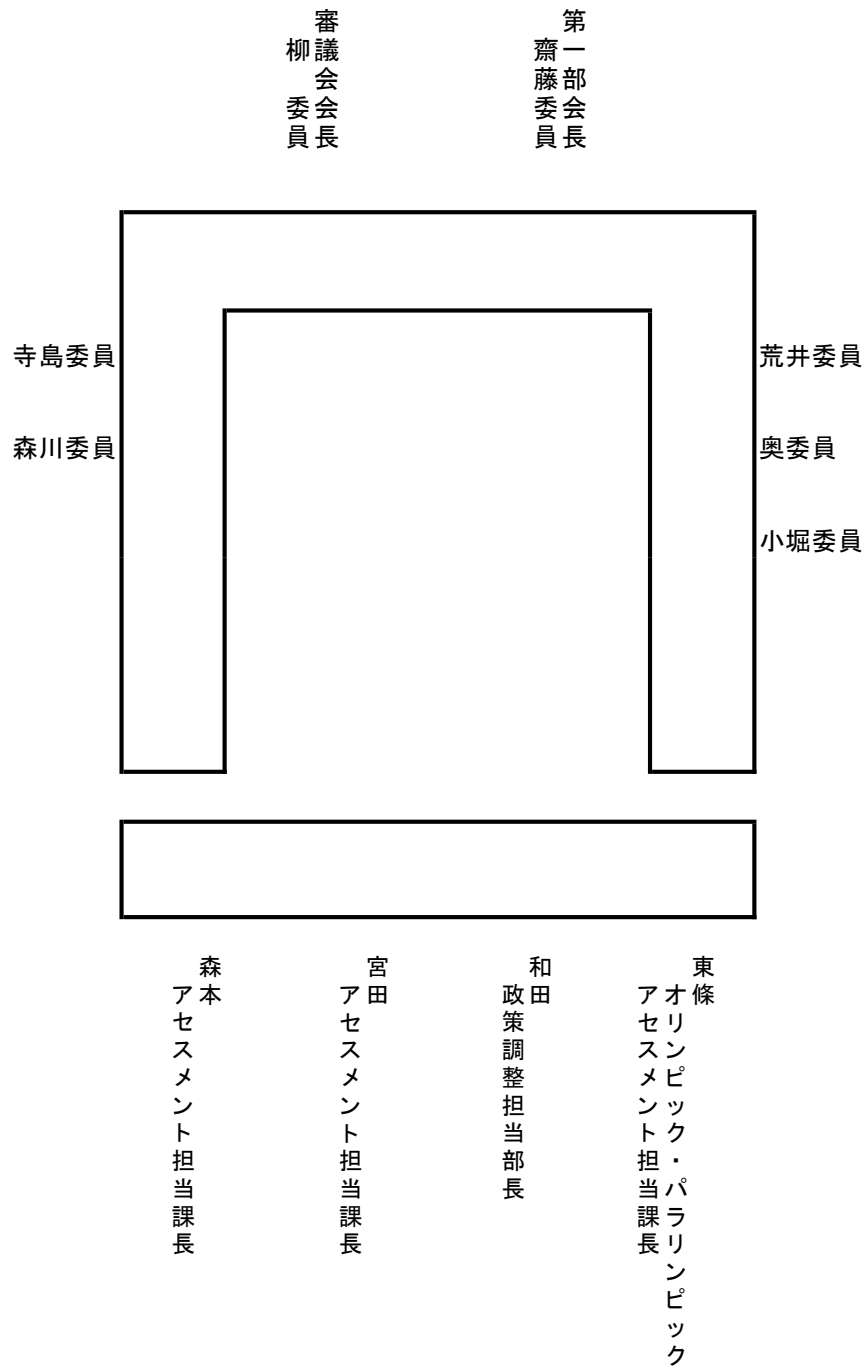 第一部会長
齋藤委員
審議会会長
柳　委員
寺島委員
荒井委員
森川委員
奥委員
小堀委員
東條
オリンピック・パラリンピック
アセスメント担当課長
和田
政策調整担当部長
宮田
アセスメント担当課長
森本
アセスメント担当課長